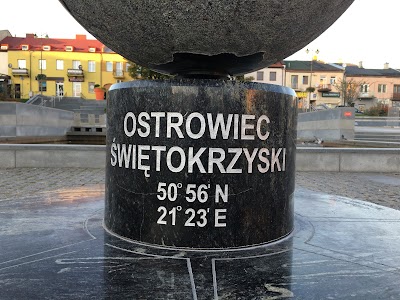 OSTROWIEC
ŚWIĘTOKRZYSKI
50° 56' N
21° 23' E